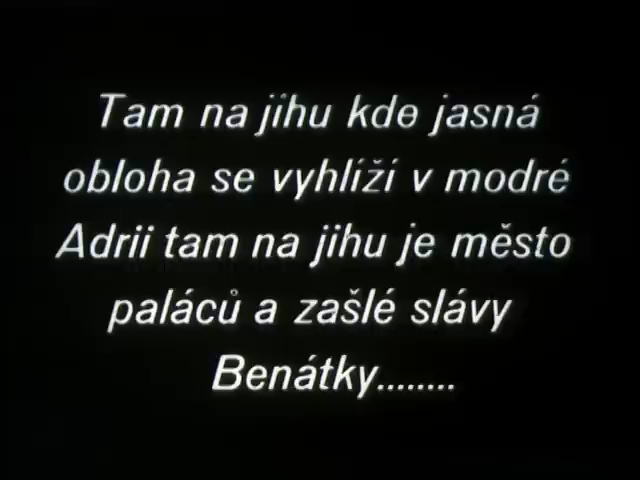 Tam na jihu kde jasná
obloha se vyhlíží v modré
Adrii tam na jihu je město
paláců a zašlé slávy
Benátky........